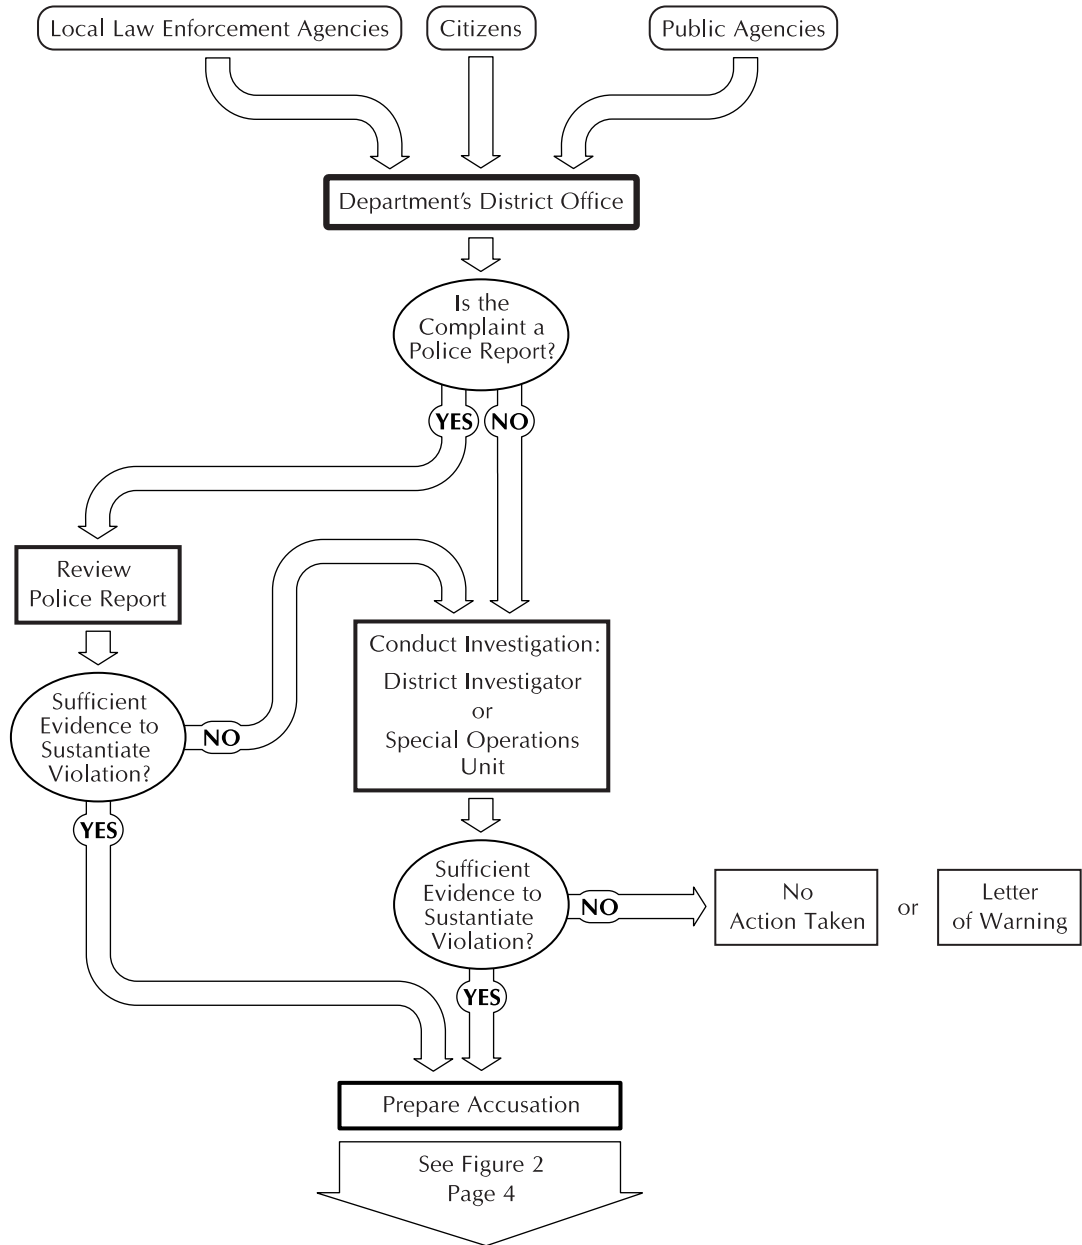 Local Law Enforcement Agencies
Citizens
Public Agencies
Department's District Office
Is the
Complaint a
Police Report?
YES
NO
Review
Police Report
Conduct Investigation:
District Investigator
or
Special Operations
Unit
Sufficient
Evidence to
Sustantiate
Violation?
NO
YES
Sufficient
Evidence to
Sustantiate
Violation?
NO
No
Action Taken
or
Letter
of Warning
YES
Prepare Accusation
See Figure 2
Page 4